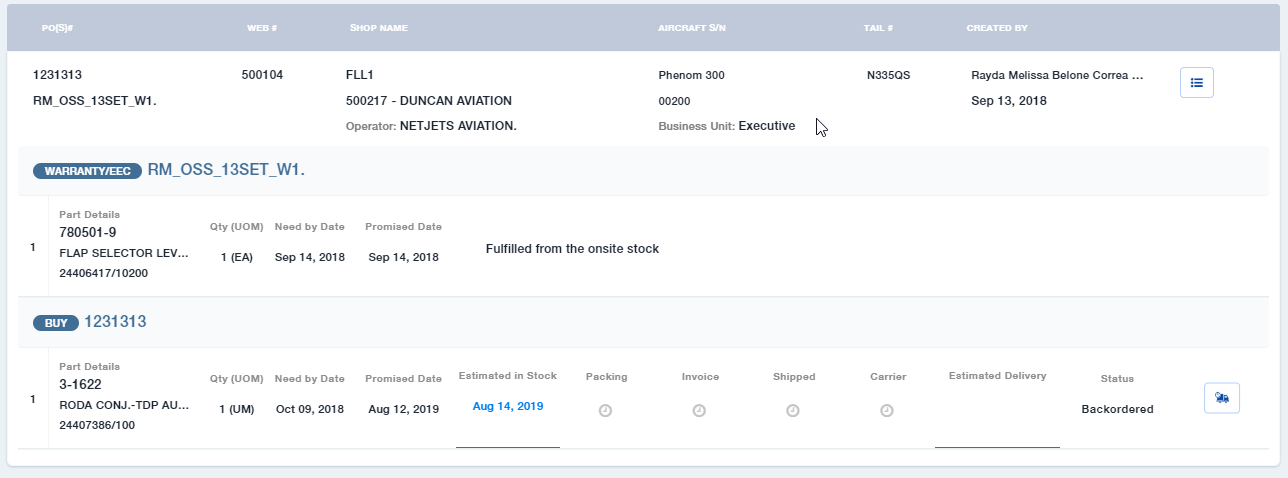 PO(S)# WEB # SHOP NAME AIRCRAFT S/N TAIL # CREATED BY
1231313 500104 FLL1 Phenom 300 N335QS Rayda Melissa Belone Correa ...
RM_OSS_13SET_W1. 500217 - DUNCAN AVIATION 00200 Sep 13, 2018
Operator: NETJETS AVIATION. Business Unit: Executive
WARRANTY/EEC RM_OSS_13SET_W1.
Part Details
Qty (UOM) Need by Date Promised Date
780501-9
1 FLAP SELECTOR LEV... 1 (EA) Sep 14, 2018 Sep 14, 2018 Fulfilled from the onsite stock
24406417/10200
BUY 1231313
Part Details
Qty (UOM) Need by Date Promised Date Estimated in Stock Packing Invoice Shipped Carrier Estimated Delivery Status
3-1622
1 RODA CONJ.-TDP AU... 1 (UM) Oct 09, 2018 Aug 12, 2019 Aug 14, 2019 Backordered
24407386/100